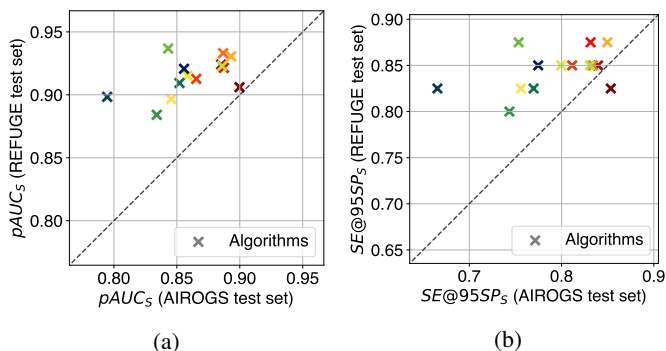 0.95
0.90
0.85
0.80
pAUC_S (REFUGE test set)
Algorithms
0.80 0.85 0.90 0.95
pAUC_S (AIROGS test set)
(a)
0.90
0.85
0.80
0.75
0.70
0.65
SE@95SP_S (REFUGE test set)
Algorithms
0.7 0.8 0.9
SE@95SP_S (AIROGS test set)
(b)